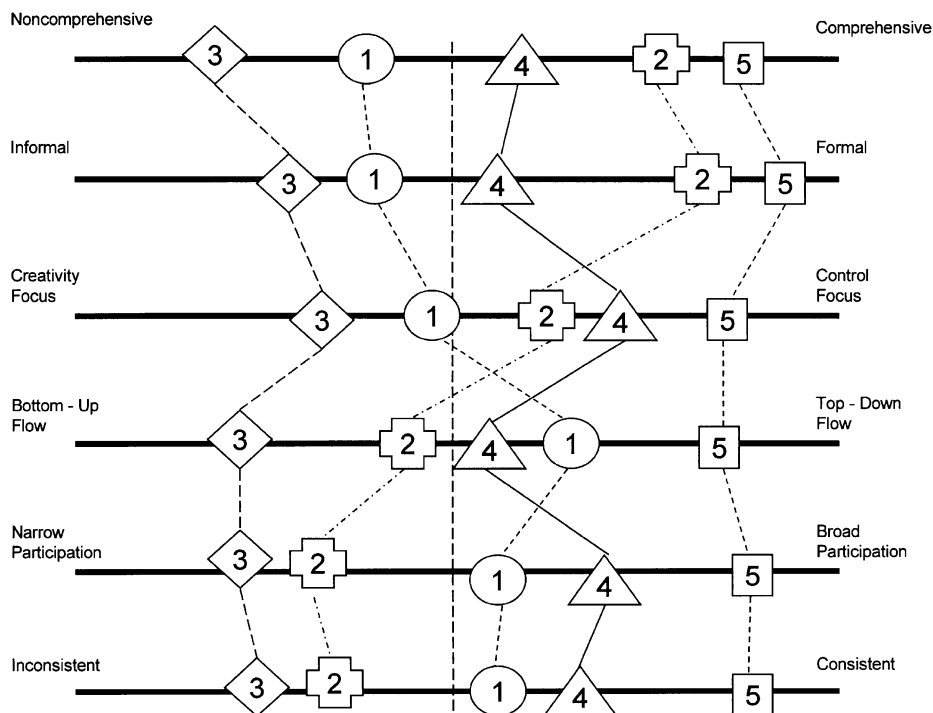 Noncomprehensive
Comprehensive
3 1 4 2 5
Informal
Formal
3 1 4 2 5
Creativity
Focus
Control
Focus
3 1 2 4 5
Bottom - Up
Flow
Top - Down
Flow
3 2 4 1 5
Narrow
Participation
Broad
Participation
3 2 1 4 5
Inconsistent
Consistent
3 2 1 4 5